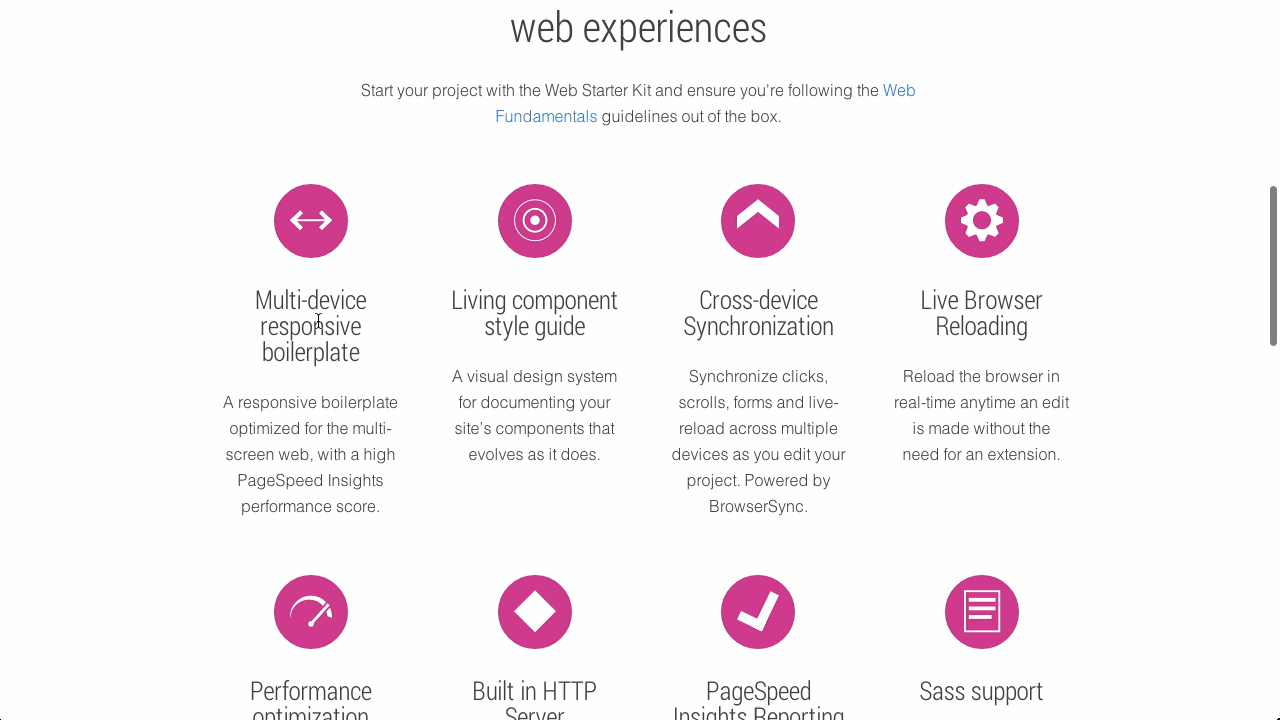 web experiences
Start your project with the Web Starter Kit and ensure you're following the Web
Fundamentals guidelines out of the box.
Multi-device
responsive
boilerplate
A responsive boilerplate
optimized for the multi-
screen web, with a high
PageSpeed Insights
performance score.
Living component
style guide
A visual design system
for documenting your
site's components that
evolves as it does.
Cross-device
Synchronization
Synchronize clicks,
scrolls, forms and live-
reload across multiple
devices as you edit your
project. Powered by
BrowserSync.
Live Browser
Reloading
Reload the browser in
real-time anytime an edit
is made without the
need for an extension.
Performance
optimization
Built in HTTP
Server
PageSpeed
Insights Reporting
Sass support